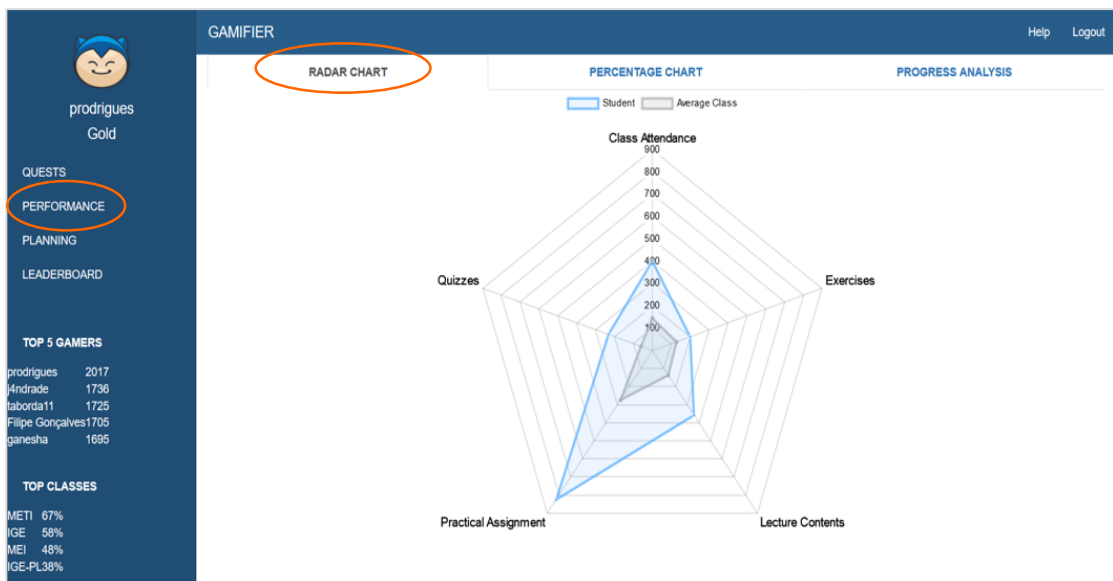 GAMIFIER
Help Logout
prodrigues
Gold
QUESTS
PERFORMANCE
PLANNING
LEADERBOARD
TOP 5 GAMERS
prodrigues 2017
j4ndrade 1736
taborda11 1725
Filipe Gonçalves1705
ganesha 1695
TOP CLASSES
METI 67%
IGE 58%
MEI 48%
IGE-PL38%
RADAR CHART PERCENTAGE CHART PROGRESS ANALYSIS
Student Average Class
Class Attendance
900
800
700
600
500
400
300
200
100
Quizzes Exercises
Practical Assignment Lecture Contents